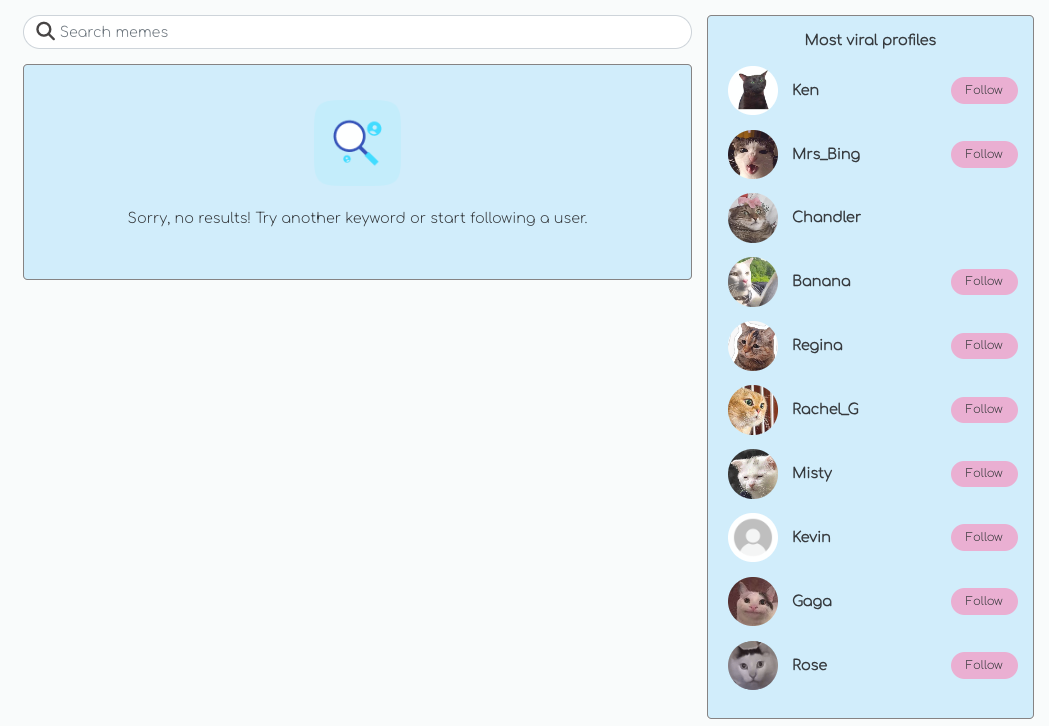 Search memes
Sorry, no results! Try another keyword or start following a user.
Most viral profiles
Ken
Follow
Mrs_Bing
Follow
Chandler
Banana
Follow
Regina
Follow
Rachel_G
Follow
Misty
Follow
Kevin
Follow
Gaga
Follow
Rose
Follow